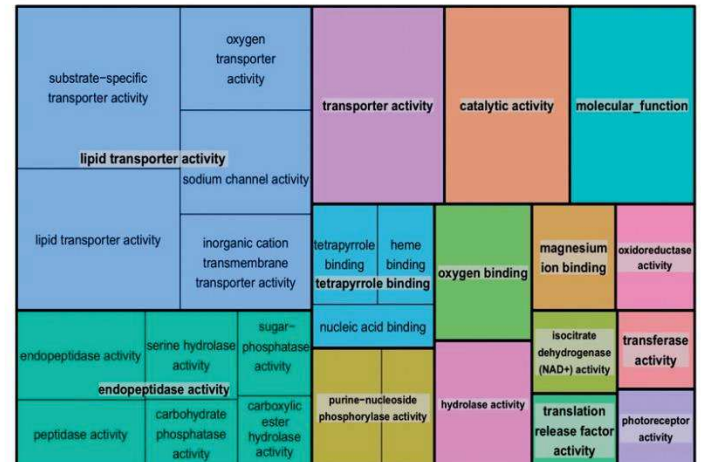 substrate-specific
transporter activity
oxygen
transporter
activity
lipid transporter activity
sodium channel activity
lipid transporter activity
inorganic cation
transmembrane
transporter activity
transporter activity
catalytic activity
molecular_function
tetrapyrrole
binding
heme
binding
tetrapyrrole binding
nucleic acid binding
oxygen binding
magnesium
ion binding
oxidoreductase
activity
endopeptidase activity
serine hydrolase
activity
sugar-
phosphatase
activity
endopeptidase activity
peptidase activity
carbohydrate
phosphatase
activity
carboxylic
ester
hydrolase
activity
purine-nucleoside
phosphorylase activity
hydrolase activity
isocitrate
dehydrogenase
(NAD+) activity
transferase
activity
translation
release factor
activity
photoreceptor
activity